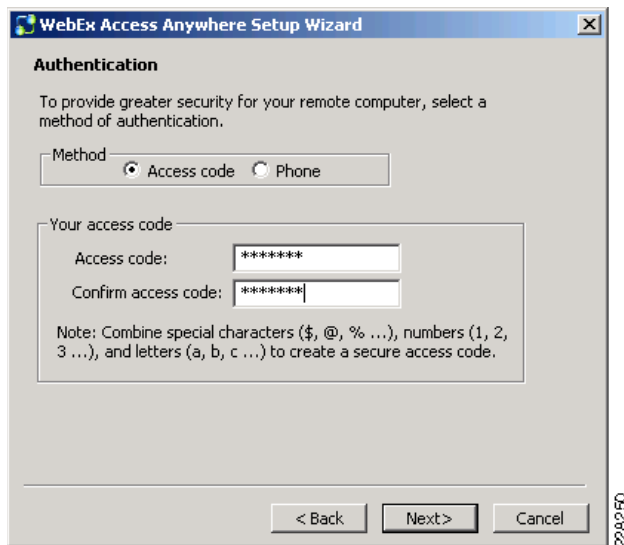 WebEx Access Anywhere Setup Wizard
Authentication
To provide greater security for your remote computer, select a
method of authentication.
Method
Access code Phone
Your access code
Access code: *******
Confirm access code: *******
Note: Combine special characters ($, @, % ...), numbers (1, 2,
3 ...), and letters (a, b, c ...) to create a secure access code.
< Back Next> Cancel
228250